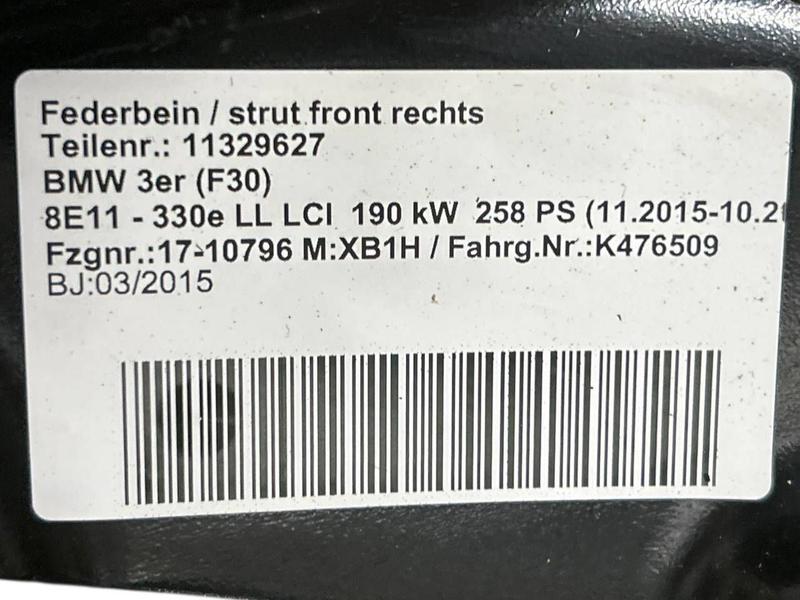 Federbein / strut front rechts
Teilenr.: 11329627
BMW 3er (F30)
8E11 - 330e LL LCI 190 kW 258 PS (11.2015-10.2
Fzgnr.:17-10796 M:XB1H / Fahrg.Nr.:K476509
BJ:03/2015